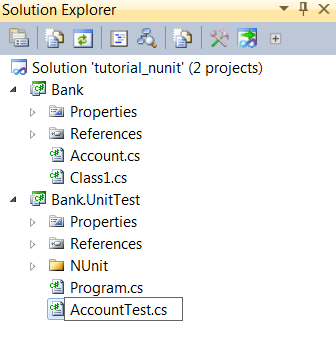 Solution Explorer
Solution 'tutorial_nunit' (2 projects)
Bank
Properties
References
Account.cs
Class1.cs
Bank.UnitTest
Properties
References
NUnit
Program.cs
AccountTest.cs